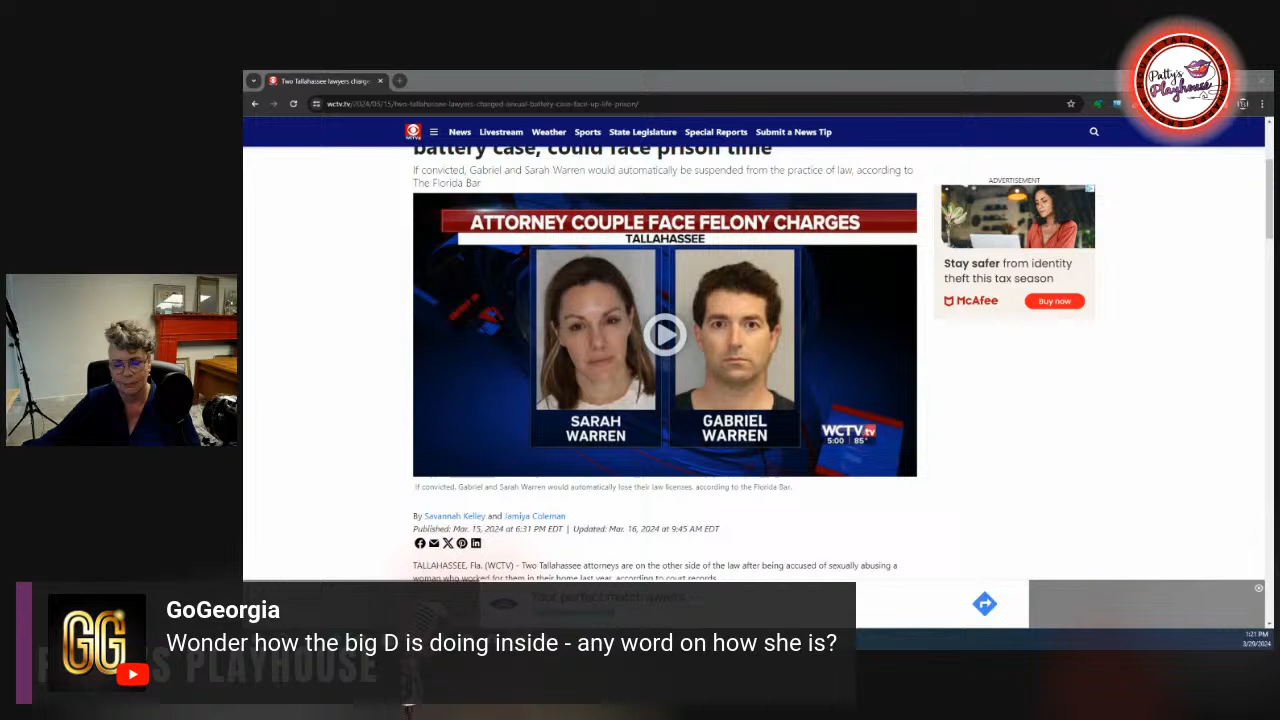 Two Tallahassee lawyers charge
wctv.tv/2024/03/15/two-tallahassee-lawyers-charged-sexual-battery-case-face-up-life-prison/
Patty's
Playhouse
News Livestream Weather Sports State Legislature Special Reports Submit a News Tip
battery case, could face prison time
If convicted, Gabriel and Sarah Warren would automatically be suspended from the practice of law, according to
The Florida Bar
ATTORNEY COUPLE FACE FELONY CHARGES
TALLAHASSEE
SARAH
WARREN
GABRIEL
WARREN
WCTV.tv
5:00 85°
ADVERTISEMENT
Stay safer from identity
theft this tax season
McAfee
Buy now
If convicted, Gabriel and Sarah Warren would automatically lose their law licenses, according to the Florida Bar.
By Savannah Kelley and Jamiya Coleman
Published: Mar. 15, 2024 at 6:31 PM EDT | Updated: Mar. 16, 2024 at 9:45 AM EDT
TALLAHASSEE, Fla. (WCTV) - Two Tallahassee attorneys are on the other side of the law after being accused of sexually abusing a
woman who worked for them in their home last year, according to court records.
Your perfect match awaits.
GG
GoGeorgia
Wonder how the big D is doing inside - any word on how she is?
S PLAYHOUSE
1:21 PM
3/29/2024